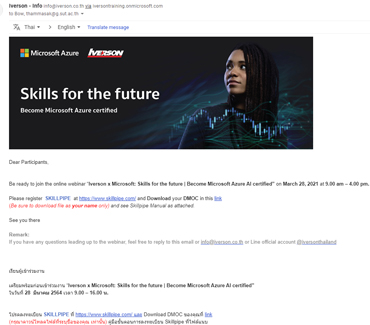 Iverson - Info info@iverson.co.th via iversontraining.onmicrosoft.com
to Bow, thammasan@g.sut.ac.th
Thai > English Translate message
Microsoft Azure IVERSON
Skills for the future
Become Microsoft Azure certified
Dear Participants,
Be ready to join the online webinar "Iverson x Microsoft: Skills for the future | Become Microsoft Azure AI certified" on March 28, 2021 at 9.00 am – 4.00 pm.
Please register SKILLPIPE at https://www.skillpipe.com/ and Download your DMOC in this link
(Be sure to download file as your name only) and see Skillpipe Manual as attached.
See you there
Remark:
If you have any questions leading up to the webinar, feel free to reply to this email or info@iverson.co.th or Line official account @iversonthailand
เรียนผู้เข้าร่วมงาน
เตรียมพร้อมก่อนเข้าร่วมงาน "Iverson x Microsoft: Skills for the future | Become Microsoft Azure AI certified"
ในวันที่ 28 มีนาคม 2564 เวลา 9.00 – 16.00 น.
โปรดลงทะเบียน SKILLPIPE ที่ https://www.skillpipe.com/ และ Download DMOC ของคุณที่ link
(กรุณาดาวน์โหลดไฟล์ที่ระบุชื่อของคุณ เท่านั้น) คู่มือขั้นตอนการลงทะเบียน Skillpipe ที่ไฟล์แนบ